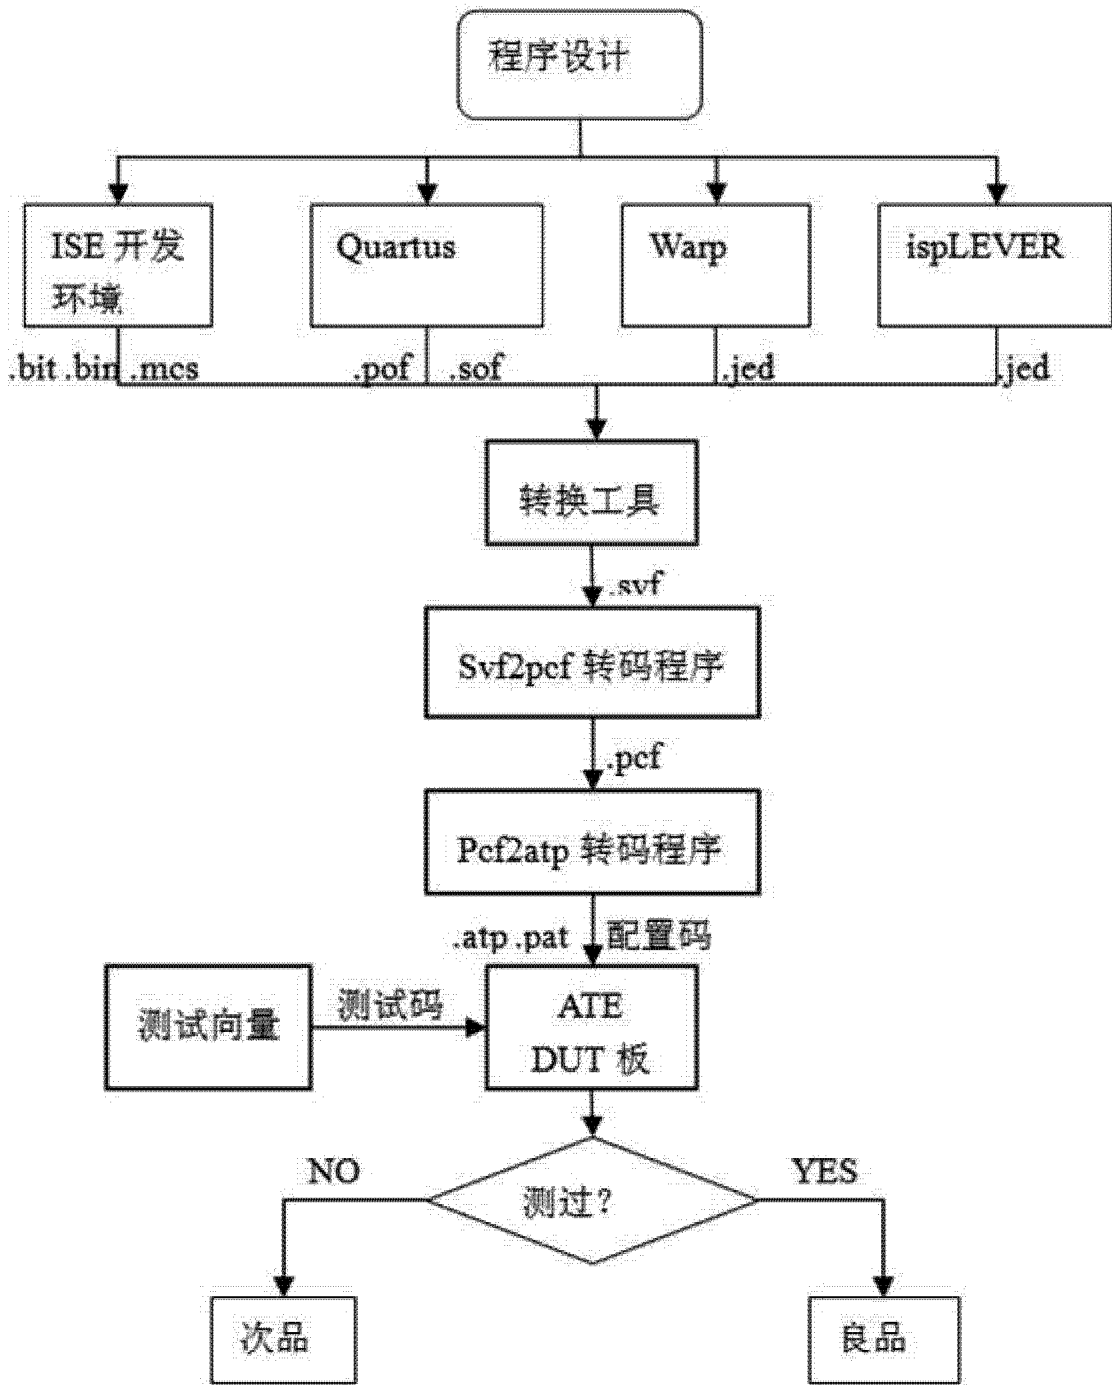 程序设计
ISE 开发
环境
Quartus
Warp
ispLEVER
.bit .bin .mcs
.pof .sof
.jed
.jed
转换工具
.svf
Svf2pcf 转码程序
.pcf
Pcf2atp 转码程序
.atp .pat 配置码
测试向量
测试码
ATE
DUT 板
测过?
NO
YES
次品
良品